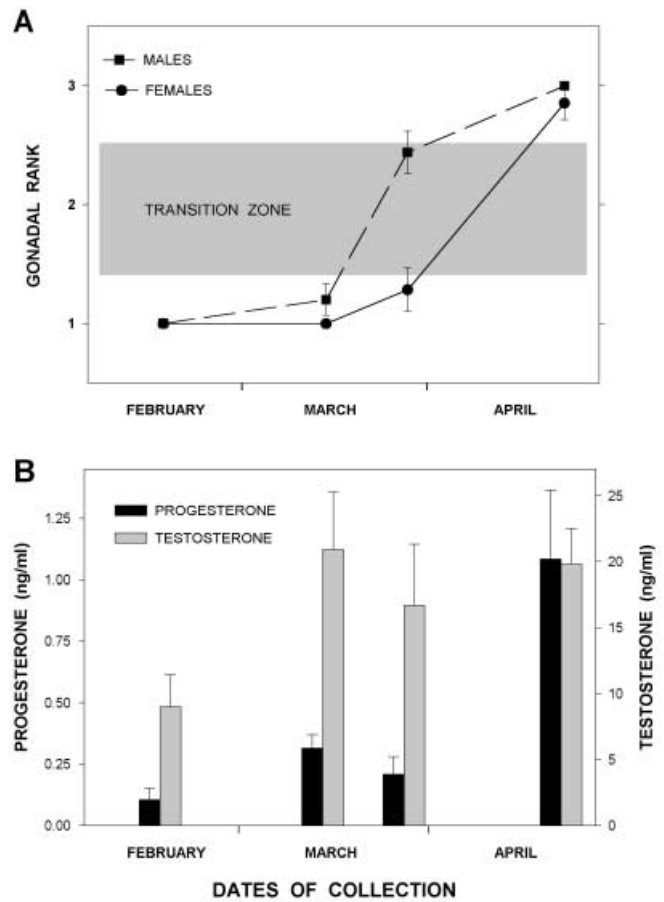 A
MALES
FEMALES
3
2
1
GONADAL RANK
TRANSITION ZONE
FEBRUARY MARCH APRIL
B
PROGESTERONE
TESTOSTERONE
1.25
1.00
0.75
0.50
0.25
0.00
PROGESTERONE (ng/ml)
25
20
15
10
5
0
TESTOSTERONE (ng/ml)
FEBRUARY MARCH APRIL
DATES OF COLLECTION